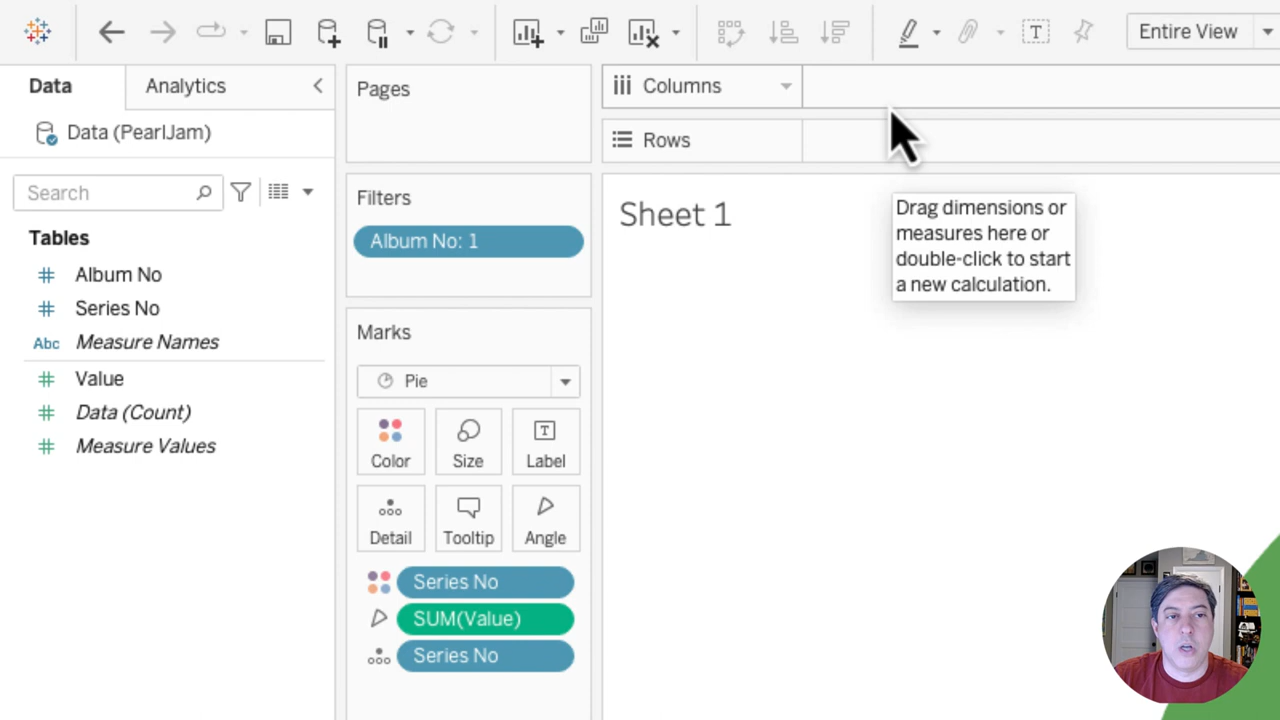 Entire View
Data
Analytics
Data (PearlJam)
Search
Tables
# Album No
# Series No
Abc Measure Names
# Value
# Data (Count)
# Measure Values
Pages
Filters
Album No: 1
Marks
Pie
Color
Size
T
Label
Detail
Tooltip
Angle
Series No
SUM(Value)
Series No
Columns
Rows
Sheet 1
Drag dimensions or
measures here or
double-click to start
a new calculation.